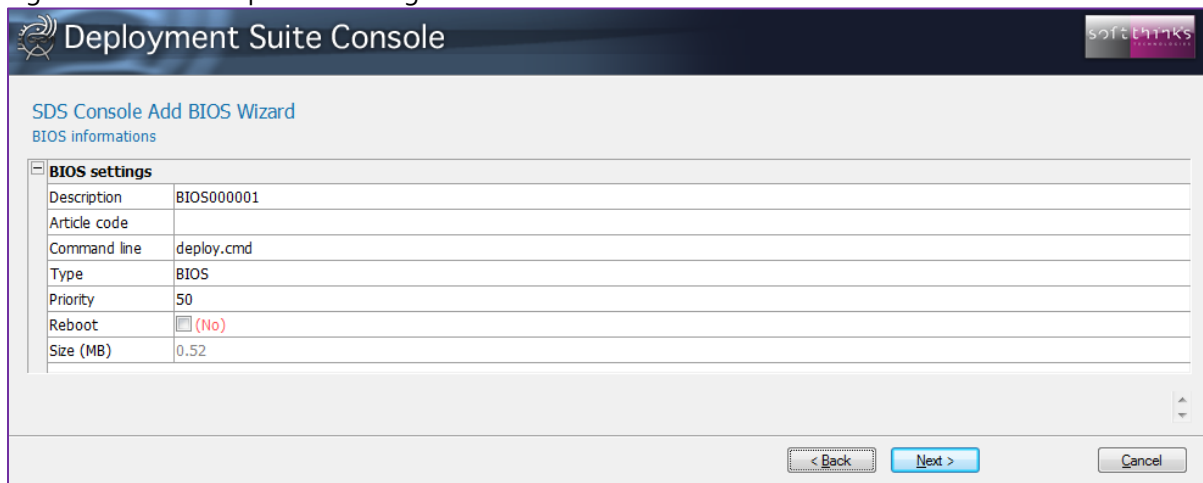 Deployment Suite Console
softthinks
TECHNOLOGIES
SDS Console Add BIOS Wizard
BIOS informations
BIOS settings
Description BIOS000001
Article code
Command line deploy.cmd
Type BIOS
Priority 50
Reboot (No)
Size (MB) 0.52
< Back Next > Cancel